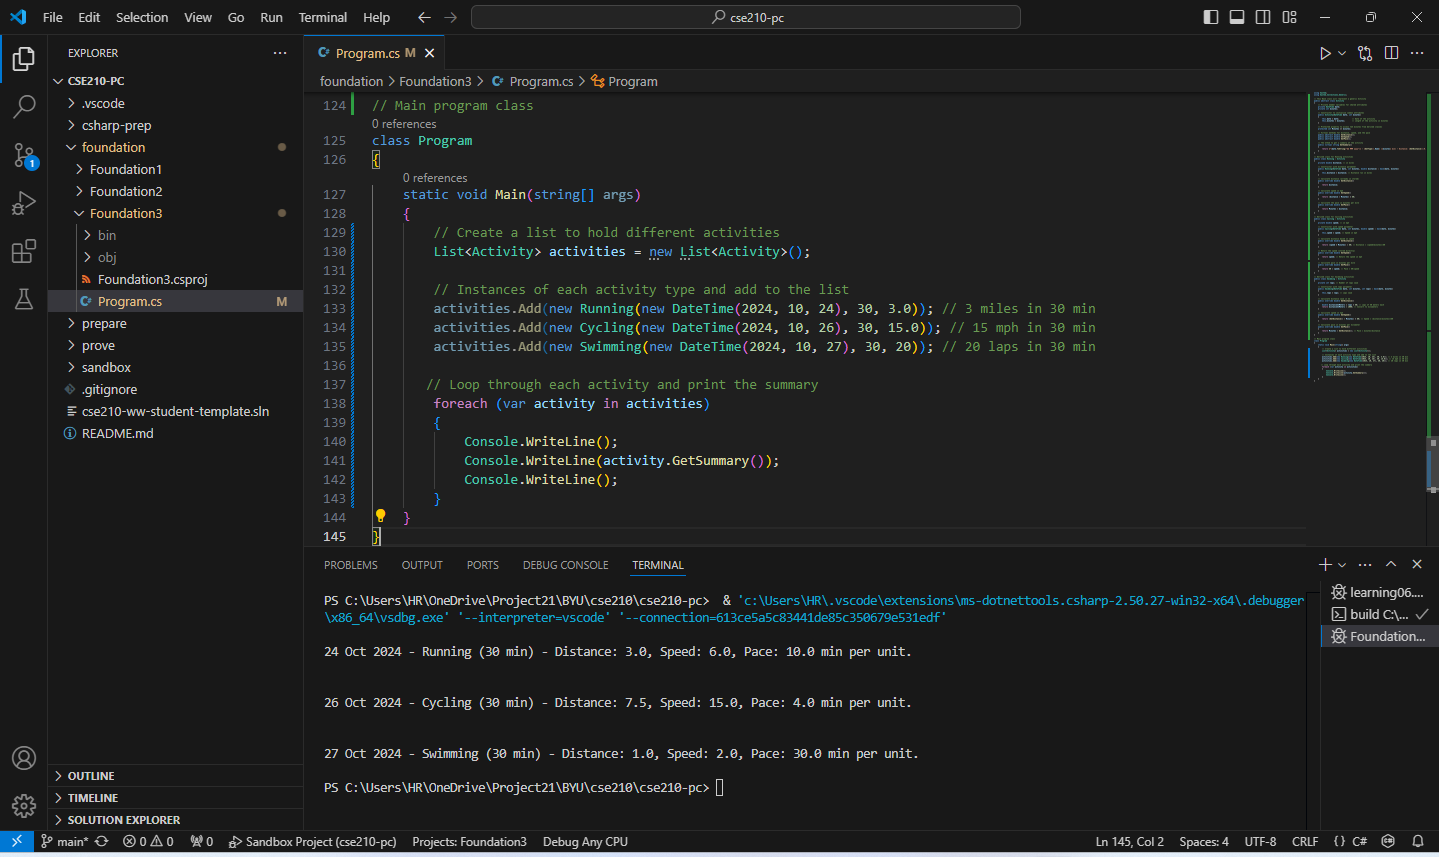 File Edit Selection View Go Run Terminal Help
cse210-pc
EXPLORER
CSE210-PC
.vscode
csharp-prep
foundation
Foundation1
Foundation2
Foundation3
bin
obj
Foundation3.csproj
Program.cs M
prepare
prove
sandbox
.gitignore
cse210-ww-student-template.sln
README.md
OUTLINE
TIMELINE
SOLUTION EXPLORER
1
Program.cs M
foundation > Foundation3 > Program.cs > Program
124 // Main program class
0 references
125 class Program
126 {
0 references
127 static void Main(string[] args)
128 {
129 // Create a list to hold different activities
130 List<Activity> activities = new List<Activity>();
131
132 // Instances of each activity type and add to the list
133 activities.Add(new Running(new DateTime(2024, 10, 24), 30, 3.0)); // 3 miles in 30 min
134 activities.Add(new Cycling(new DateTime(2024, 10, 26), 30, 15.0)); // 15 mph in 30 min
135 activities.Add(new Swimming(new DateTime(2024, 10, 27), 30, 20)); // 20 laps in 30 min
136
137 // Loop through each activity and print the summary
138 foreach (var activity in activities)
139 {
140 Console.WriteLine();
141 Console.WriteLine(activity.GetSummary());
142 Console.WriteLine();
143 }
144 }
145 }
PROBLEMS OUTPUT PORTS DEBUG CONSOLE TERMINAL
PS C:\Users\HR\OneDrive\Project21\BYU\cse210\cse210-pc> & 'c:\Users\HR\.vscode\extensions\ms-dotnettools.csharp-2.50.27-win32-x64\.debugger
\x86_64\vsdbg.exe' '--interpreter=vscode' '--connection=613ce5a5c83441de85c350679e531edf'
24 Oct 2024 - Running (30 min) - Distance: 3.0, Speed: 6.0, Pace: 10.0 min per unit.
26 Oct 2024 - Cycling (30 min) - Distance: 7.5, Speed: 15.0, Pace: 4.0 min per unit.
27 Oct 2024 - Swimming (30 min) - Distance: 1.0, Speed: 2.0, Pace: 30.0 min per unit.
PS C:\Users\HR\OneDrive\Project21\BYU\cse210\cse210-pc>
learning06....
build C:\...
Foundation...
main* 0 0 0 Sandbox Project (cse210-pc) Projects: Foundation3 Debug Any CPU Ln 145, Col 2 Spaces: 4 UTF-8 CRLF {} C#